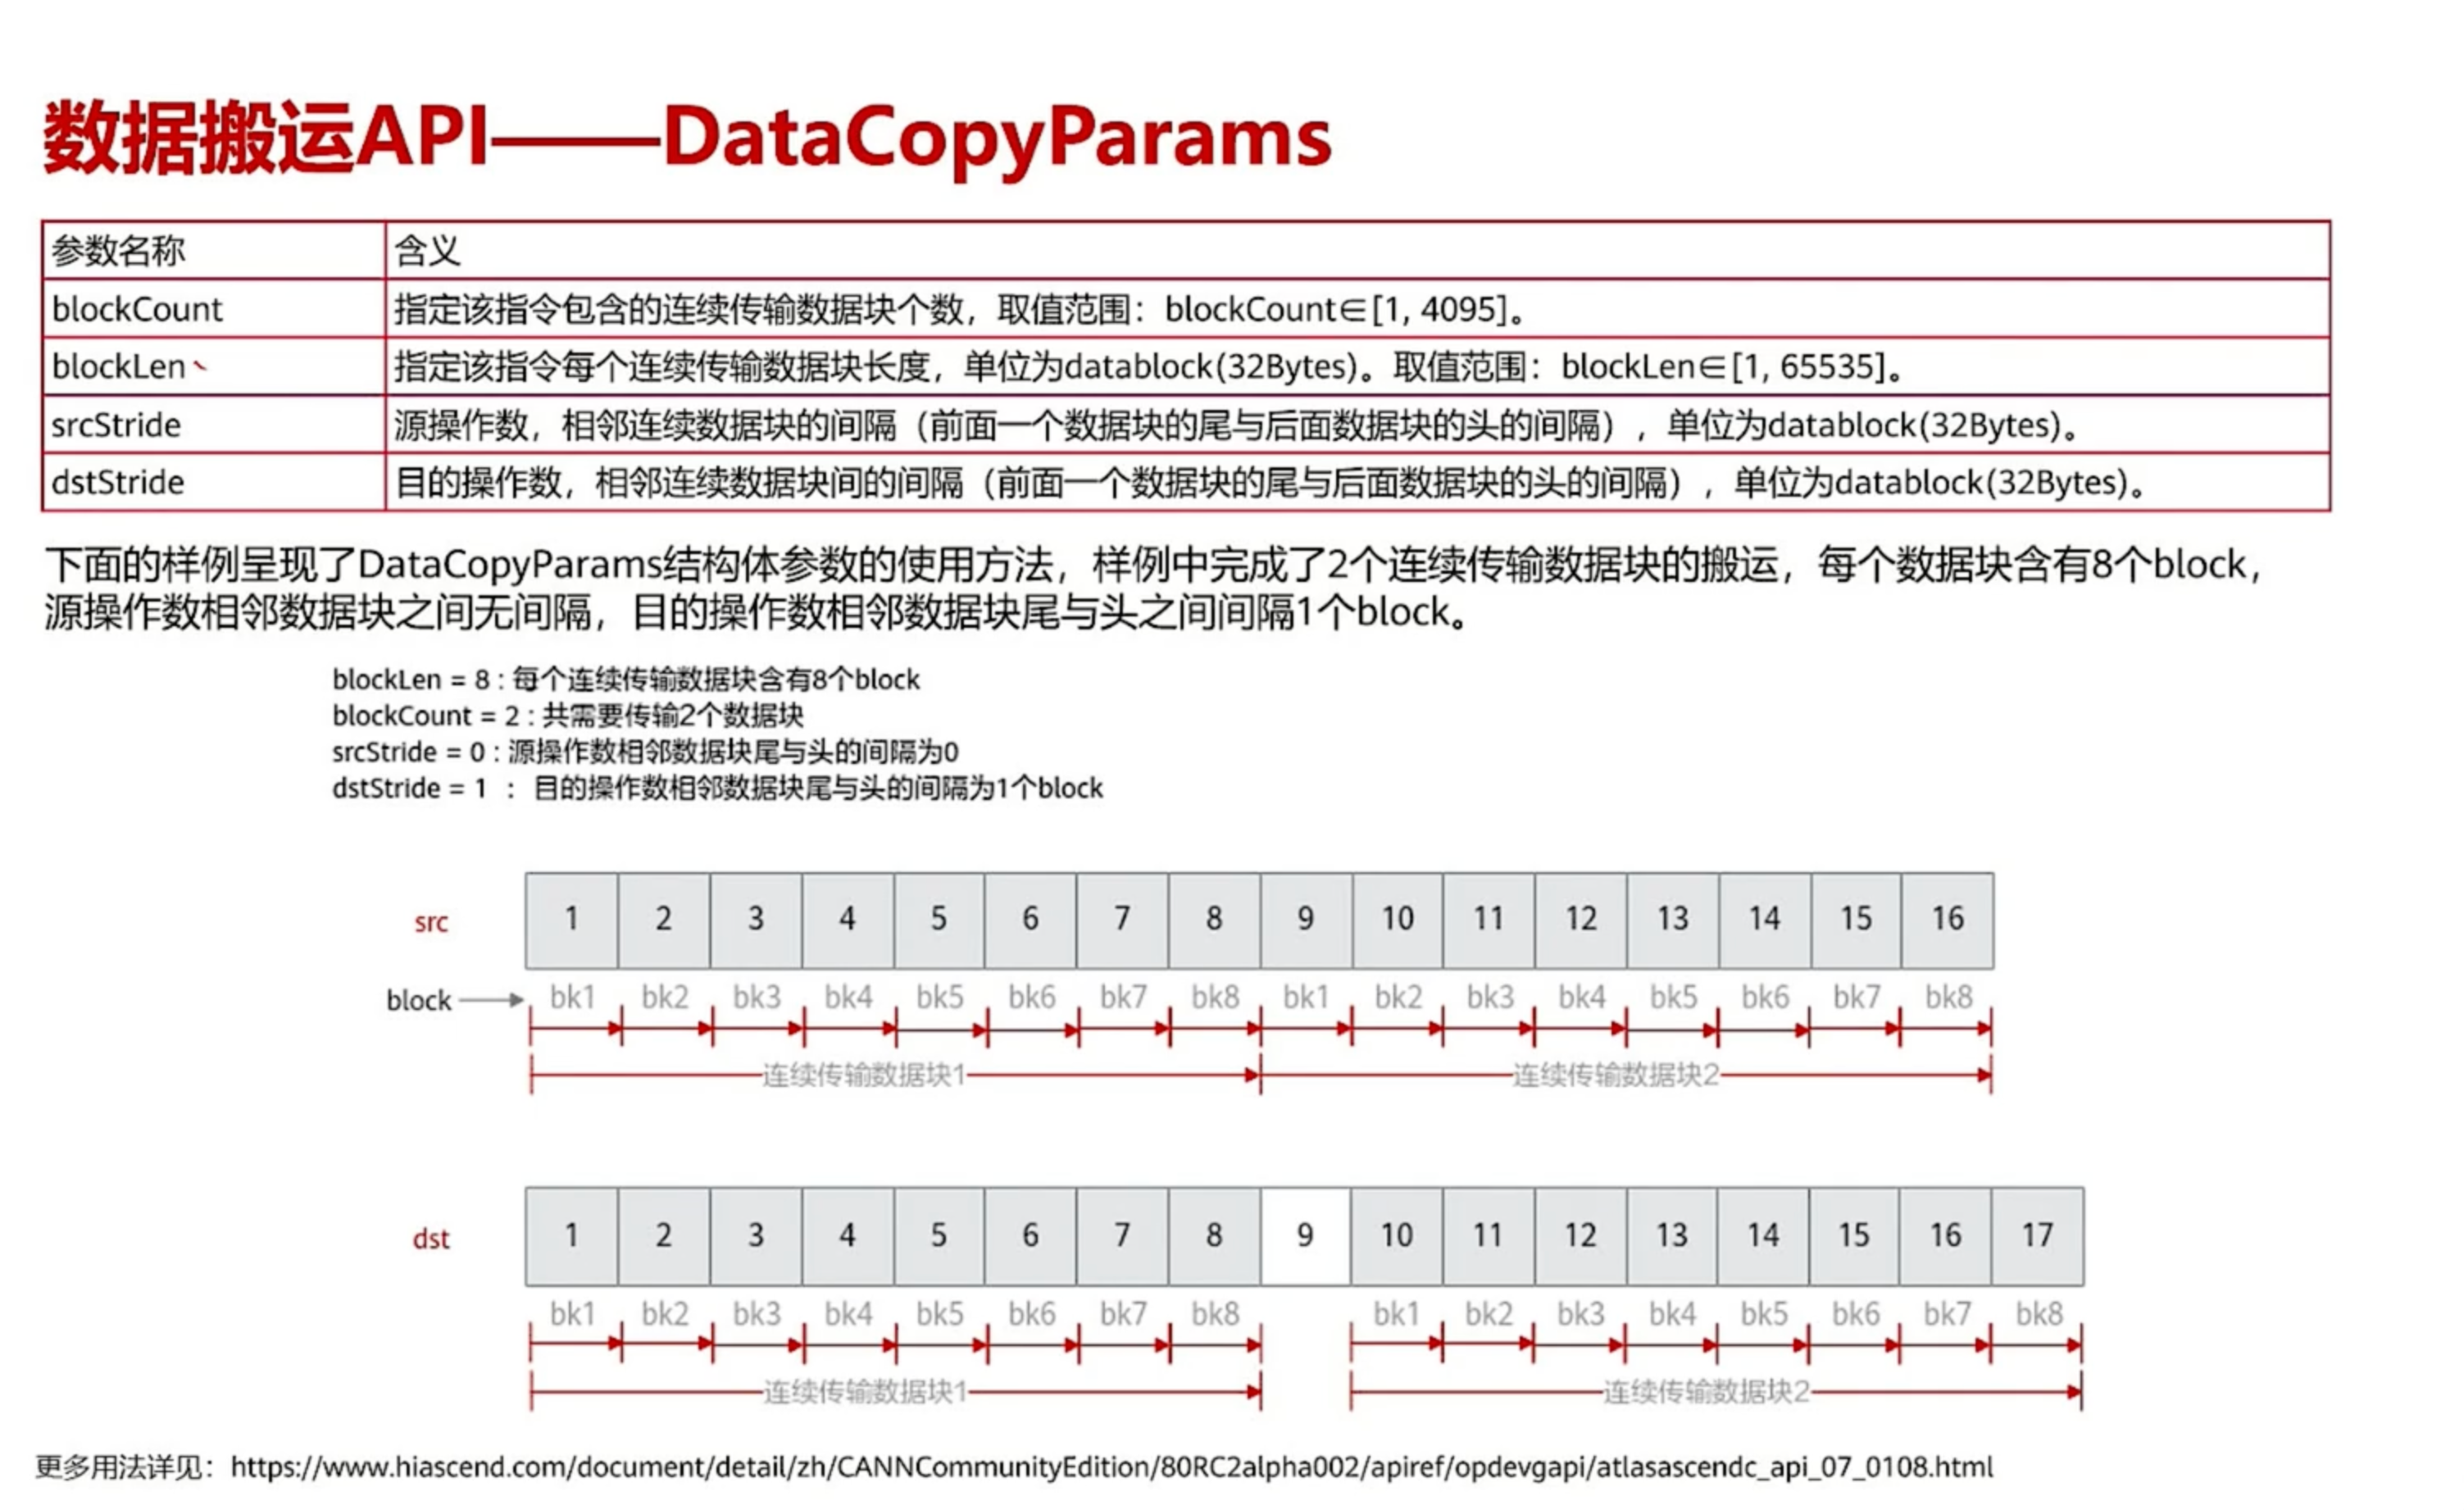 数据搬运API——DataCopyParams
参数名称 含义
blockCount 指定该指令包含的连续传输数据块个数，取值范围：blockCount∈[1, 4095]。
blockLen 指定该指令每个连续传输数据块长度，单位为datablock(32Bytes)。取值范围：blockLen∈[1, 65535]。
srcStride 源操作数，相邻连续数据块的间隔（前面一个数据块的尾与后面数据块的头的间隔），单位为datablock(32Bytes)。
dstStride 目的操作数，相邻连续数据块间的间隔（前面一个数据块的尾与后面数据块的头的间隔），单位为datablock(32Bytes)。
下面的样例呈现了DataCopyParams结构体参数的使用方法，样例中完成了2个连续传输数据块的搬运，每个数据块含有8个block，
源操作数相邻数据块之间无间隔，目的操作数相邻数据块尾与头之间间隔1个block。
blockLen = 8 : 每个连续传输数据块含有8个block
blockCount = 2 : 共需要传输2个数据块
srcStride = 0 : 源操作数相邻数据块尾与头的间隔为0
dstStride = 1 ： 目的操作数相邻数据块尾与头的间隔为1个block
src 1 2 3 4 5 6 7 8 9 10 11 12 13 14 15 16
block bk1 bk2 bk3 bk4 bk5 bk6 bk7 bk8 bk1 bk2 bk3 bk4 bk5 bk6 bk7 bk8
连续传输数据块1 连续传输数据块2
dst 1 2 3 4 5 6 7 8 9 10 11 12 13 14 15 16 17
bk1 bk2 bk3 bk4 bk5 bk6 bk7 bk8 bk1 bk2 bk3 bk4 bk5 bk6 bk7 bk8
连续传输数据块1 连续传输数据块2
更多用法详见：https://www.hiascend.com/document/detail/zh/CANNCommunityEdition/80RC2alpha002/apiref/opdevgapi/atlasascendc_api_07_0108.html